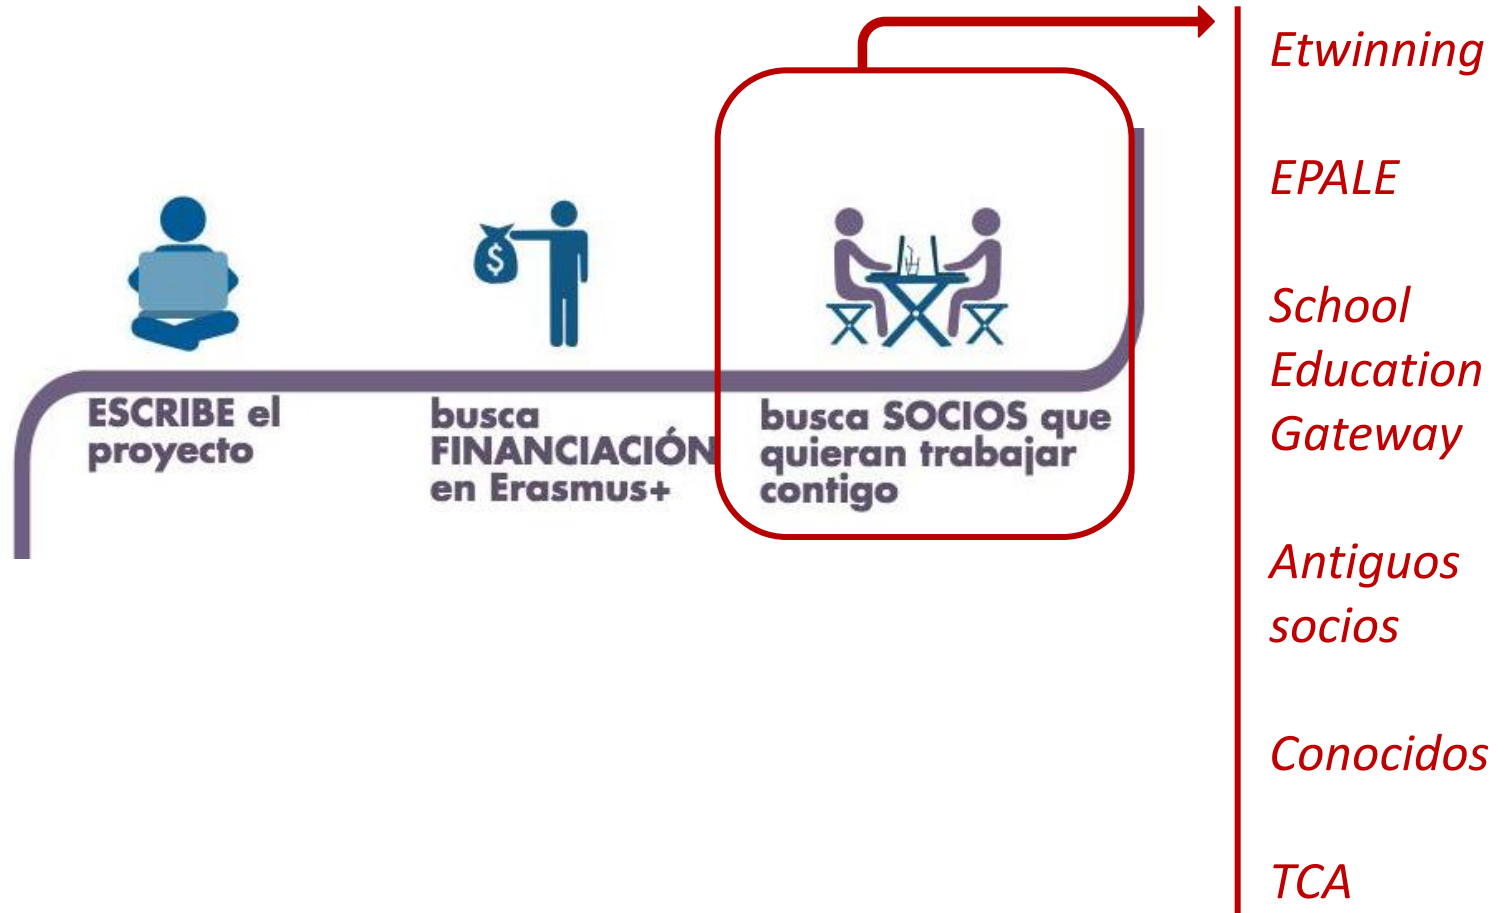 ESCRIBE el
proyecto
busca
FINANCIACIÓN
en Erasmus+
busca SOCIOS que
quieran trabajar
contigo
$
Etwinning
EPALE
School
Education
Gateway
Antiguos
socios
Conocidos
TCA